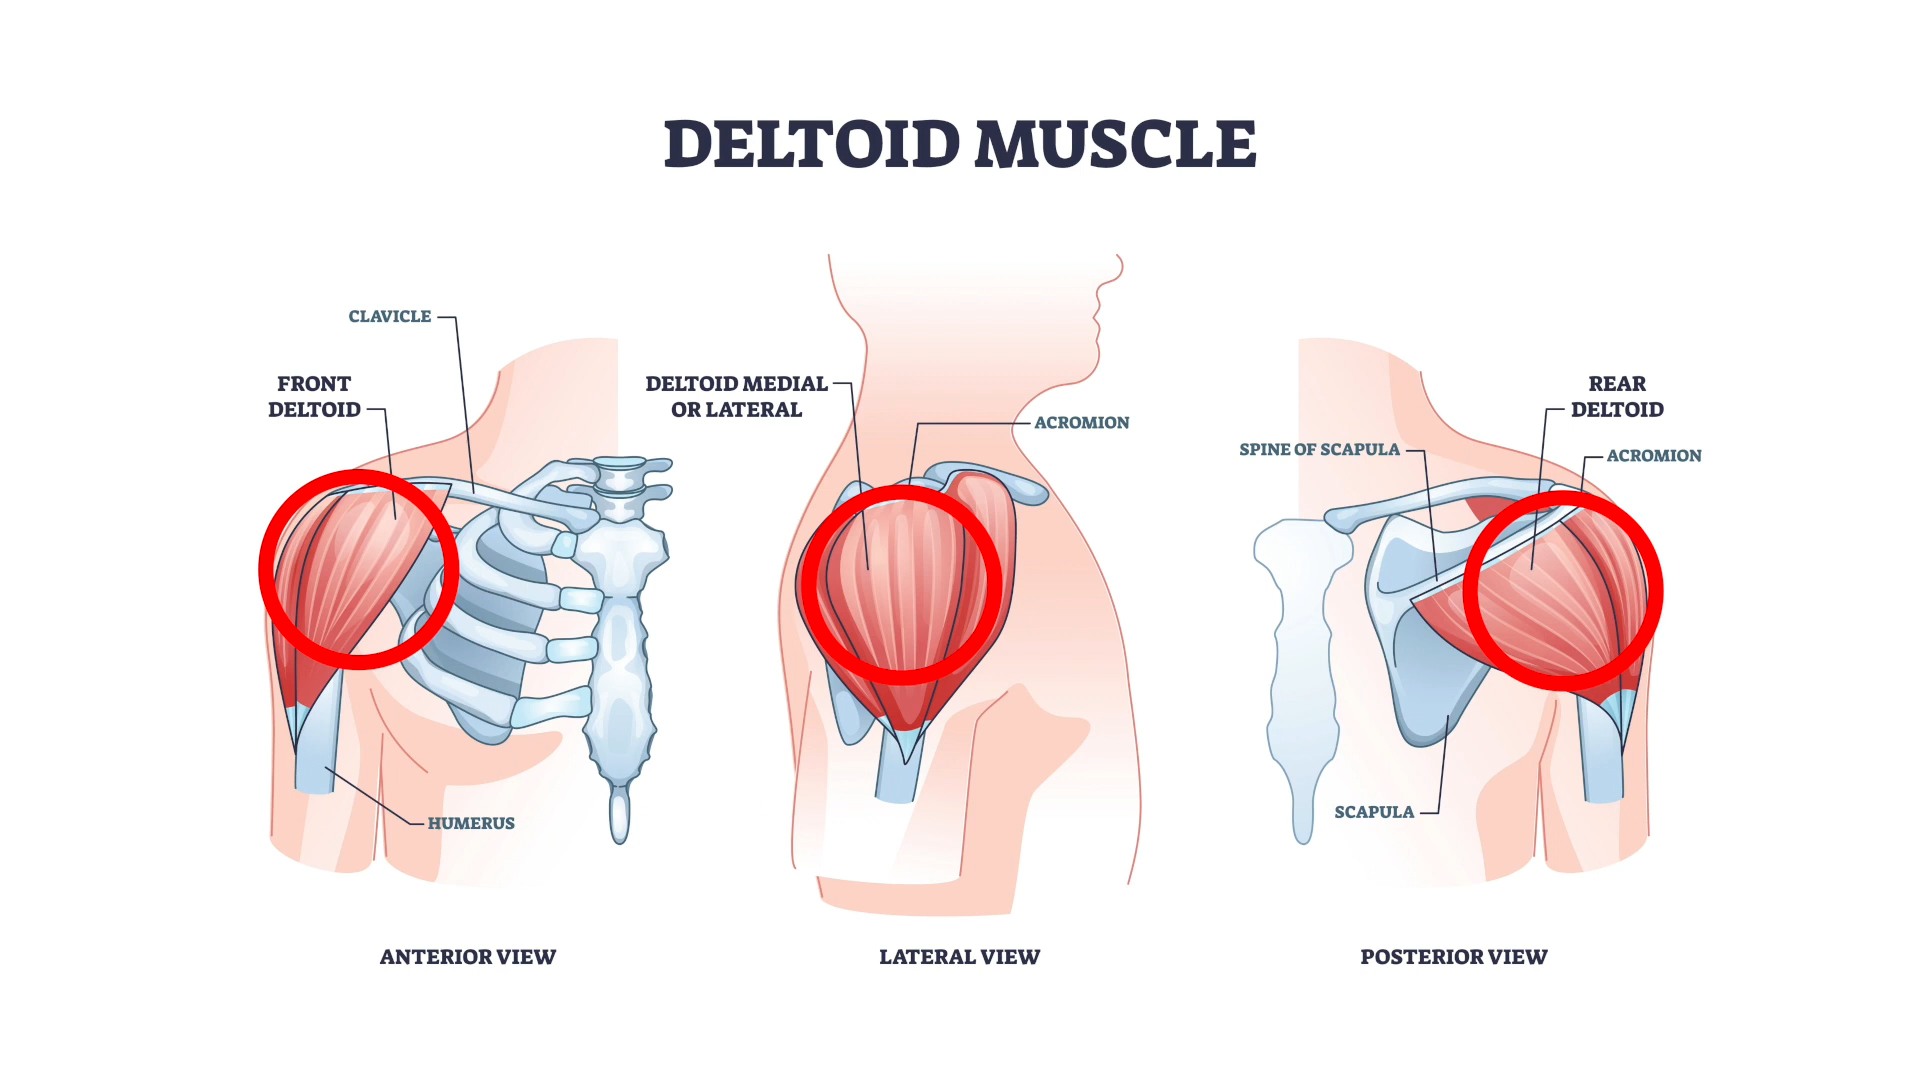 DELTOID MUSCLE
CLAVICLE
FRONT
DELTOID
HUMERUS
ANTERIOR VIEW
DELTOID MEDIAL
OR LATERAL
ACROMION
LATERAL VIEW
REAR
DELTOID
SPINE OF SCAPULA
ACROMION
SCAPULA
POSTERIOR VIEW